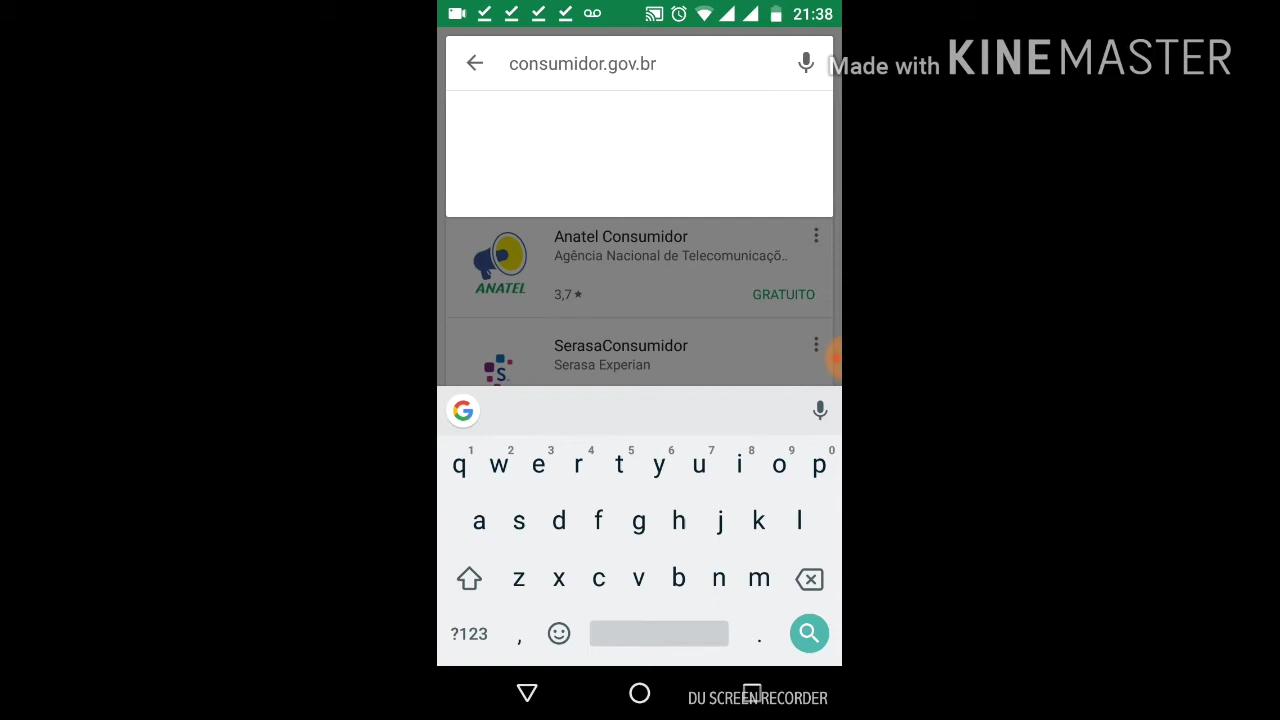 21:38
consumidor.gov.br
Made with KINEMASTER
Anatel Consumidor
Agência Nacional de Telecomunicaçõ..
ANATEL
3,7★ GRATUITO
SerasaConsumidor
Serasa Experian
S
G
1 2 3 4 5 6 7 8 9 0
q w e r t y u i o p
a s d f g h j k l
z x c v b n m
?123 , .
DU SCREEN RECORDER